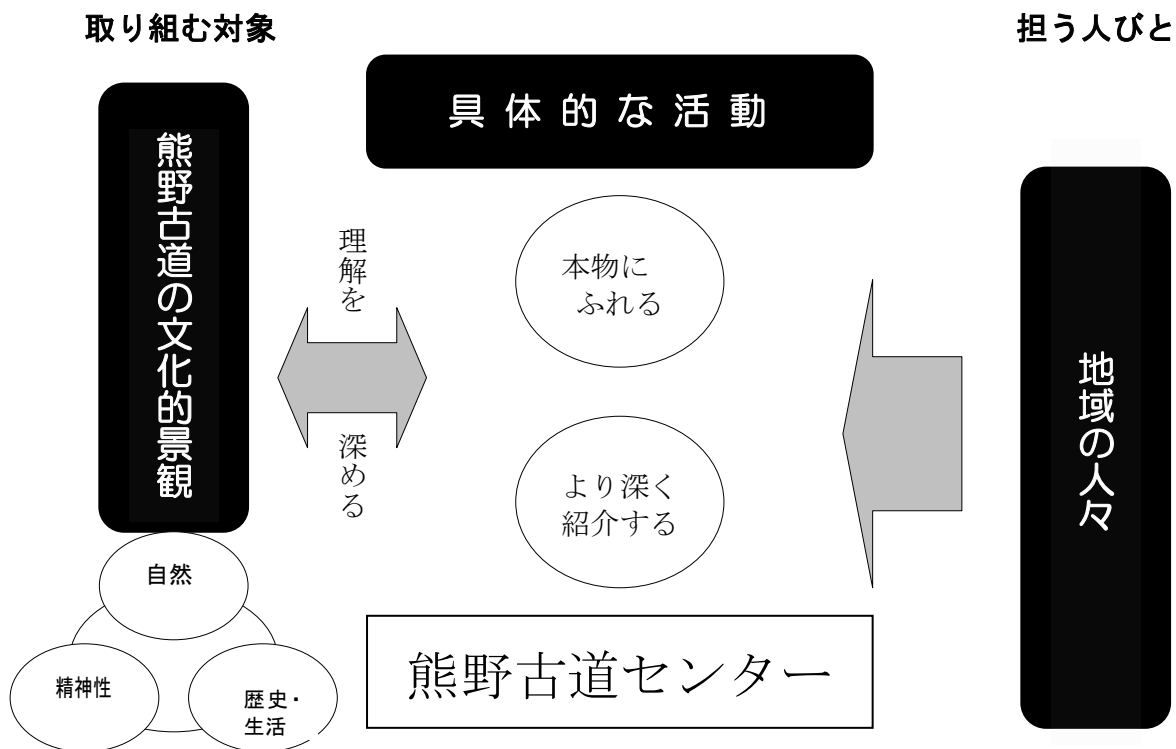 取り組む対象
担う人びと
具体的な活動
熊野古道の文化的景観
理解を
深める
本物に
ふれる
より深く
紹介する
地域の人々
自然
精神性
歴史・
生活
熊野古道センター